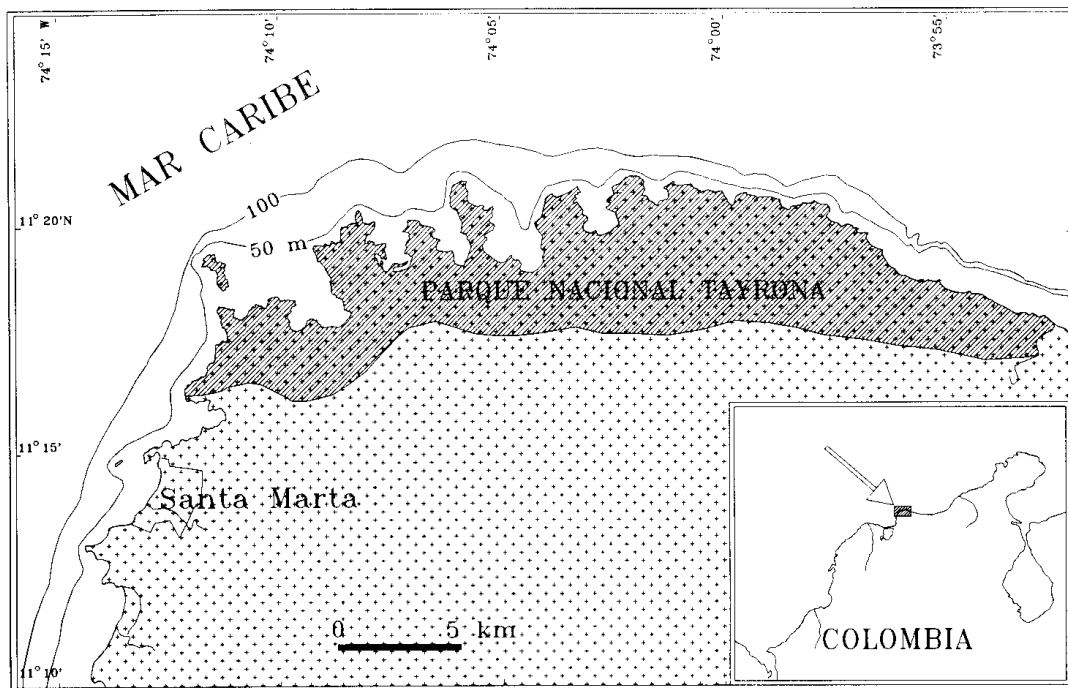 74° 15' W
74° 10'
74° 05'
74° 00'
73° 55'
MAR CARIBE
11° 20'N
100
50 m
PARQUE NACIONAL TAYRONA
11° 15'
Santa Marta
0 5 km
11° 10'
COLOMBIA